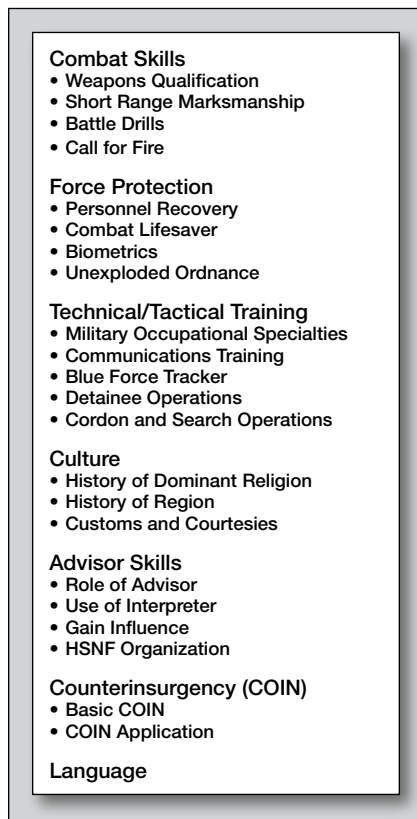 Combat Skills
• Weapons Qualification
• Short Range Marksmanship
• Battle Drills
• Call for Fire
Force Protection
• Personnel Recovery
• Combat Lifesaver
• Biometrics
• Unexploded Ordnance
Technical/Tactical Training
• Military Occupational Specialties
• Communications Training
• Blue Force Tracker
• Detainee Operations
• Cordon and Search Operations
Culture
• History of Dominant Religion
• History of Region
• Customs and Courtesies
Advisor Skills
• Role of Advisor
• Use of Interpreter
• Gain Influence
• HSNF Organization
Counterinsurgency (COIN)
• Basic COIN
• COIN Application
Language